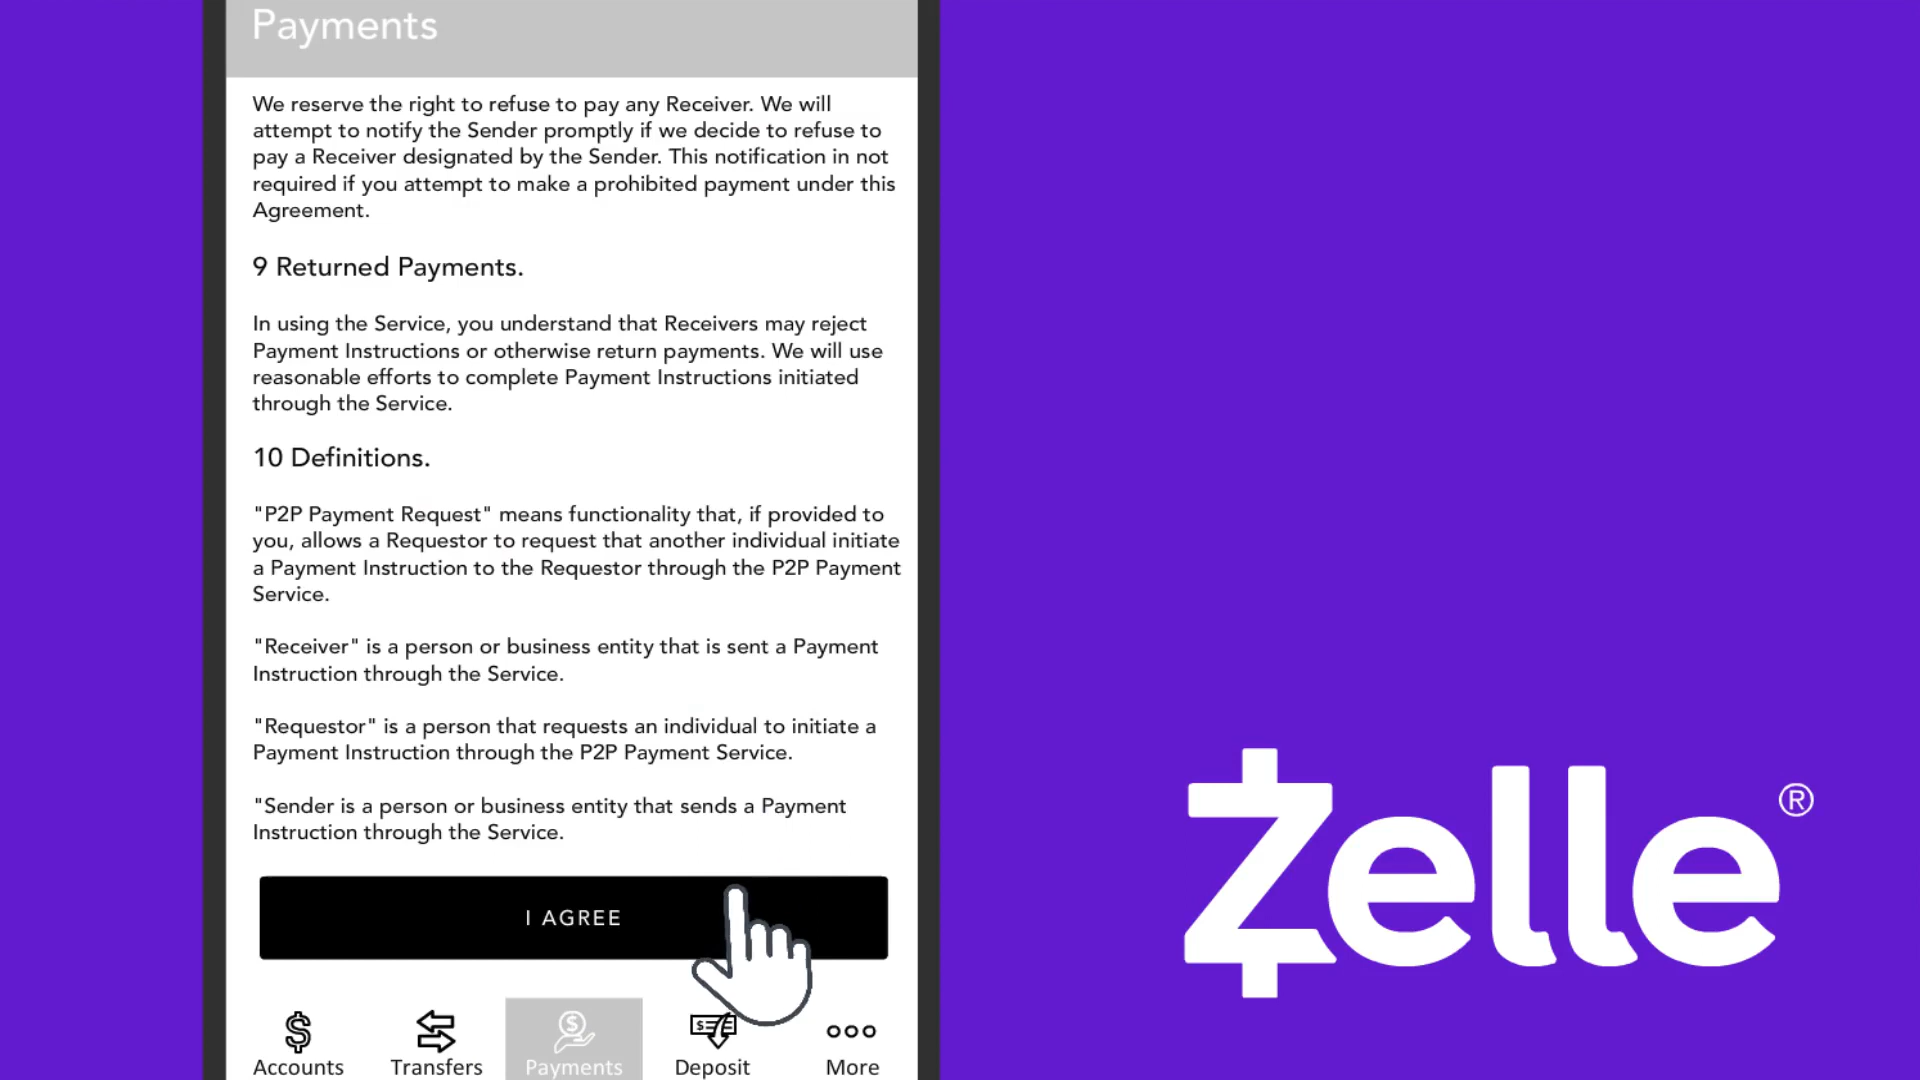 Payments
We reserve the right to refuse to pay any Receiver. We will
attempt to notify the Sender promptly if we decide to refuse to
pay a Receiver designated by the Sender. This notification in not
required if you attempt to make a prohibited payment under this
Agreement.
9 Returned Payments.
In using the Service, you understand that Receivers may reject
Payment Instructions or otherwise return payments. We will use
reasonable efforts to complete Payment Instructions initiated
through the Service.
10 Definitions.
"P2P Payment Request" means functionality that, if provided to
you, allows a Requestor to request that another individual initiate
a Payment Instruction to the Requestor through the P2P Payment
Service.
"Receiver" is a person or business entity that is sent a Payment
Instruction through the Service.
"Requestor" is a person that requests an individual to initiate a
Payment Instruction through the P2P Payment Service.
"Sender is a person or business entity that sends a Payment
Instruction through the Service.
I AGREE
Accounts
Transfers
Payments
Deposit
More
Zelle®